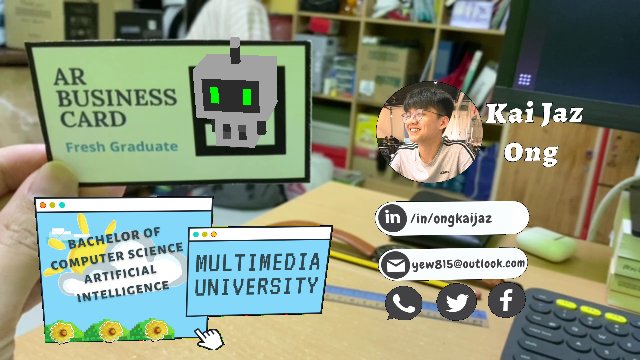 AR
BUSINESS
CARD
Fresh Graduate
Kai Jaz
Ong
in /in/ongkaijaz
yew815@outlook.com
BACHELOR OF
COMPUTER SCIENCE
ARTIFICIAL
INTELLIGENCE
MULTIMEDIA
UNIVERSITY